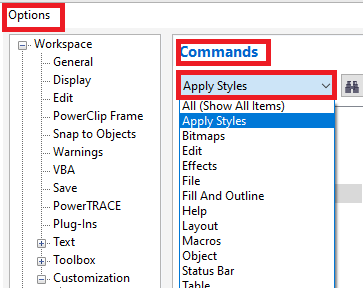 Options
Workspace
General
Display
Edit
PowerClip Frame
Snap to Objects
Warnings
VBA
Save
PowerTRACE
Plug-Ins
Text
Toolbox
Customization
Commands
Apply Styles
All (Show All Items)
Apply Styles
Bitmaps
Edit
Effects
File
Fill And Outline
Help
Layout
Macros
Object
Status Bar
Table